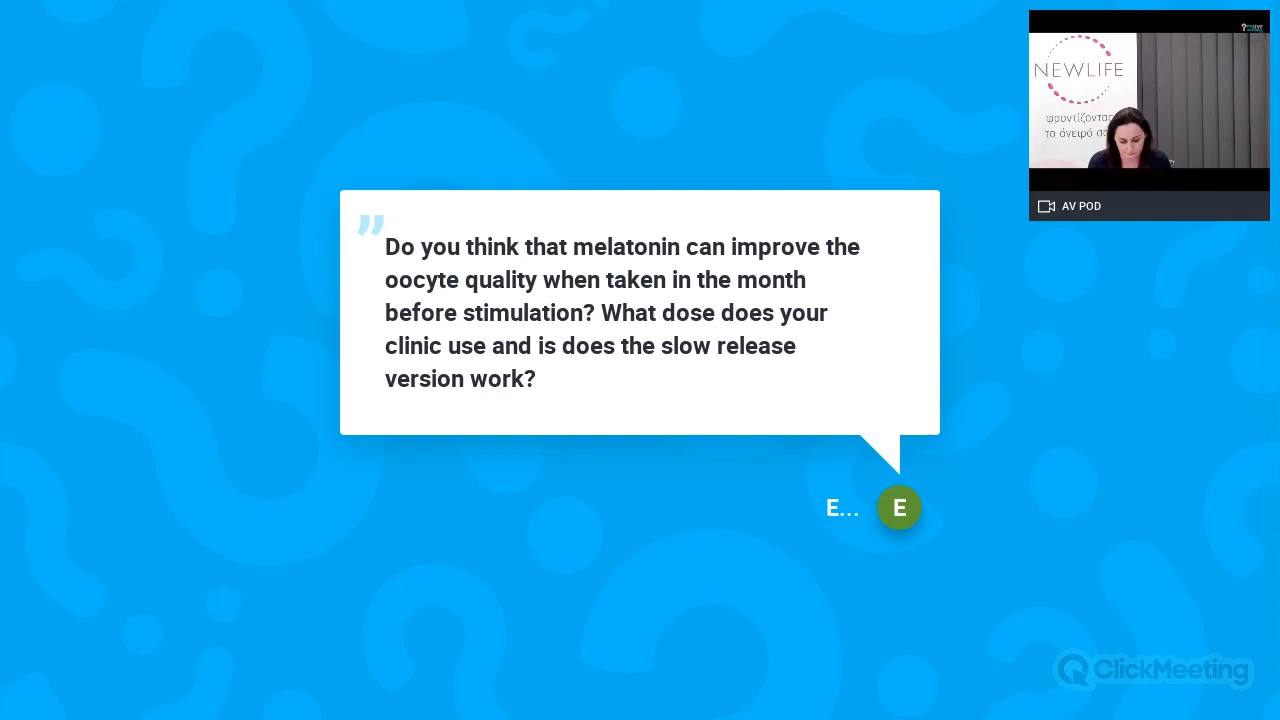 NEWLIFE
φροντίζοντας
το όνειρό σα
AV POD
Do you think that melatonin can improve the
oocyte quality when taken in the month
before stimulation? What dose does your
clinic use and is does the slow release
version work?
E... E
ClickMeeting